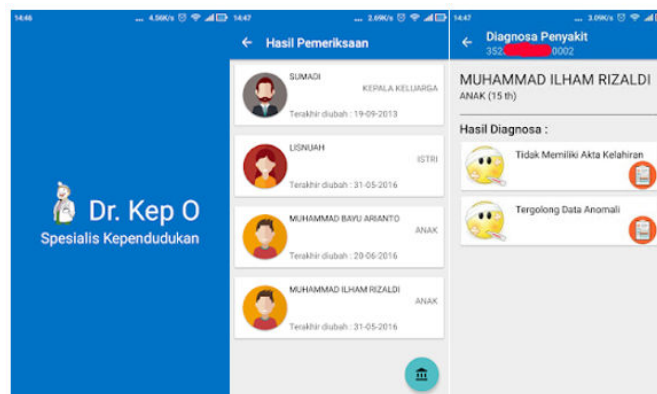 14:46
... 4.50K/s
Dr. Kep O
Spesialis Kependudukan
14:47
... 2.69K/s
Hasil Pemeriksaan
SUMADI
KEPALA KELUARGA
Terakhir diubah : 19-09-2013
LISNUAH
ISTRI
Terakhir diubah : 31-05-2016
MUHAMMAD BAYU ARIANTO
ANAK
Terakhir diubah : 20-06-2016
MUHAMMAD ILHAM RIZALDI
ANAK
Terakhir diubah : 31-05-2016
14:47
... 3.09K/s
Diagnosa Penyakit
352 0002
MUHAMMAD ILHAM RIZALDI
ANAK (15 th)
Hasil Diagnosa :
Tidak Memiliki Akta Kelahiran
Tergolong Data Anomali